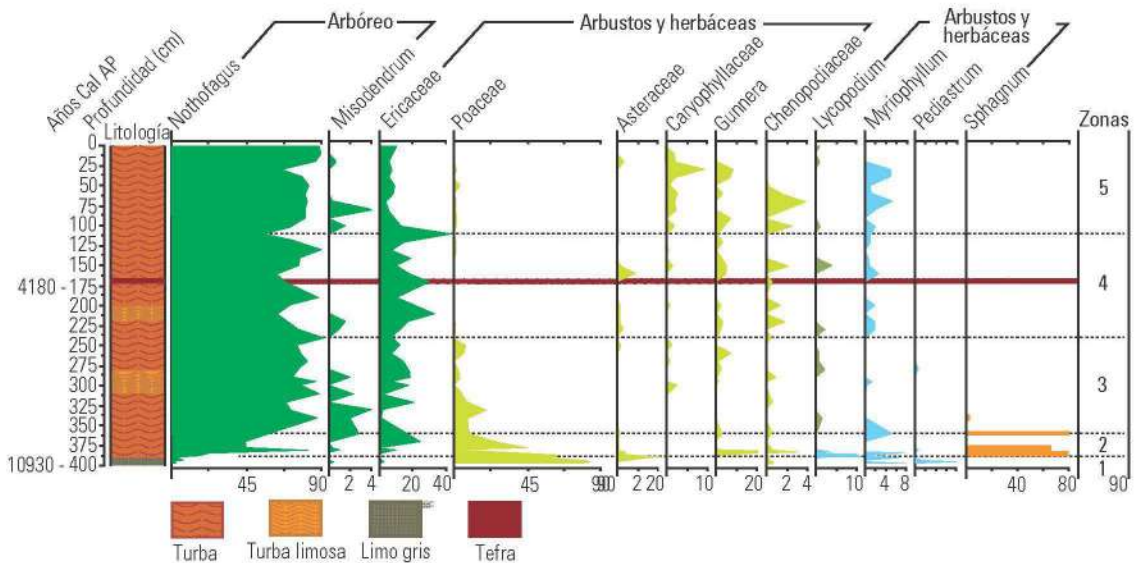 Arbóreo
Arbustos y herbáceas
Arbustos y
herbáceas
Años Cal AP
Profundidad (cm)
Litología
Nothofagus
Misodendrum
Ericaceae
Poaceae
Asteraceae
Caryophyllaceae
Gunnera
Chenopodiaceae
Lycopodium
Myriophyllum
Pediastrum
Sphagnum
Zonas
0
25
50
75
100
125
150
4180 - 175
200
225
250
275
300
325
350
375
10930 - 400
5
4
3
2
1
45 90 2 4 20 40 45 90 2 20 10 20 2 4 10 4 8 40 80 90
Turba
Turba limosa
Limo gris
Tefra